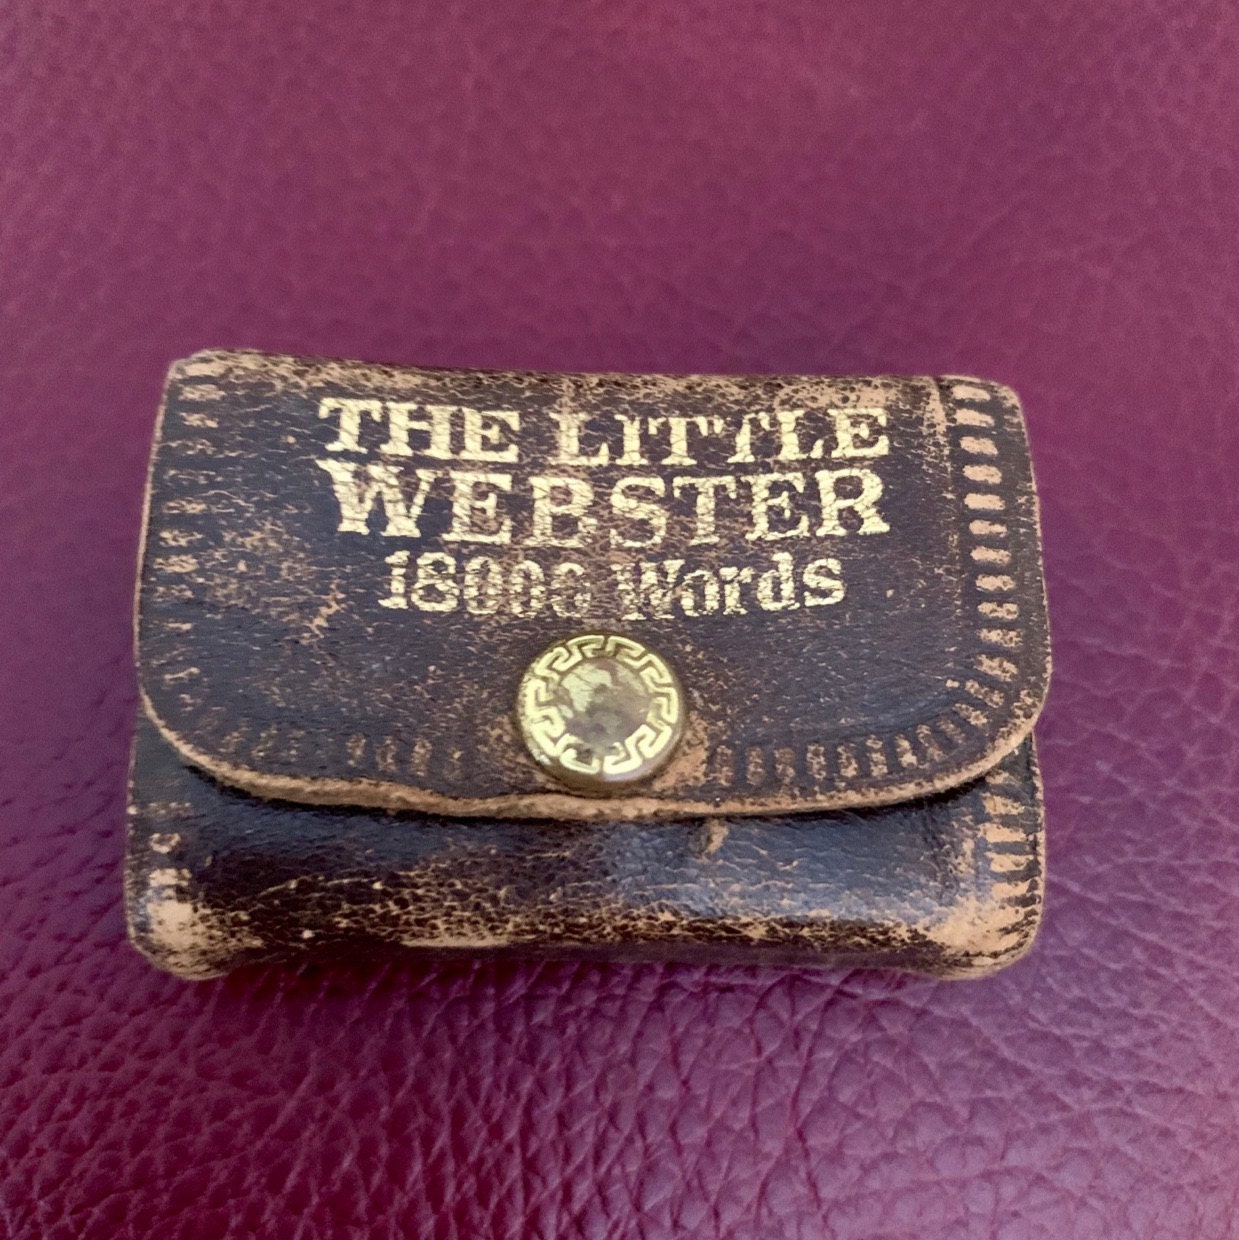 THE LITTLE
WEBSTER
18000 Words